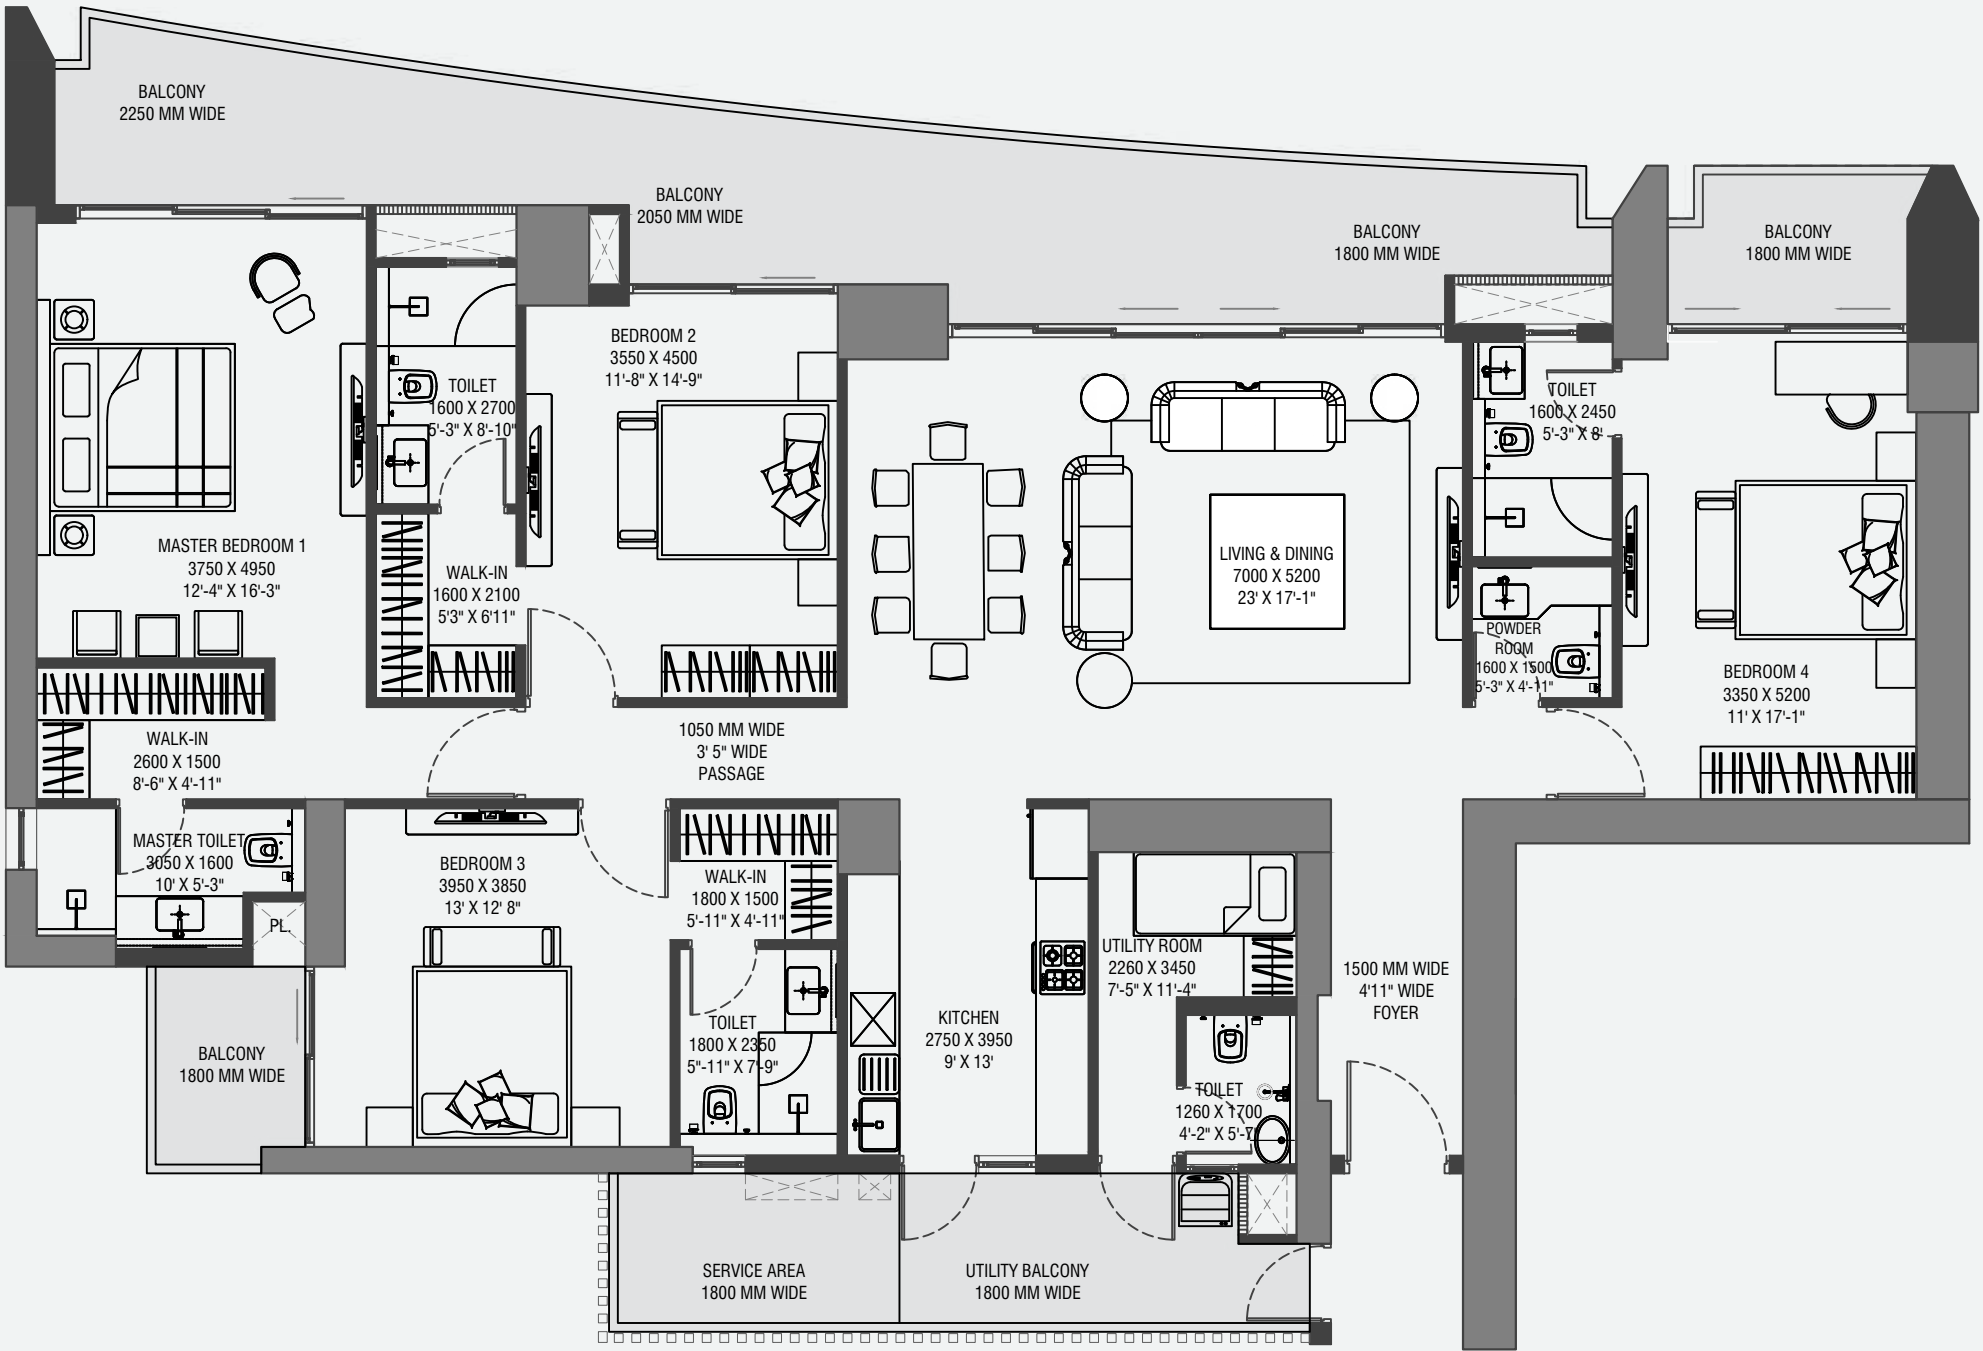 BALCONY
2250 MM WIDE
BALCONY
2050 MM WIDE
BALCONY
1800 MM WIDE
BALCONY
1800 MM WIDE
BEDROOM 2
3550 X 4500
11'-8" X 14'-9"
TOILET
1600 X 2700
5'-3" X 8'-10"
TOILET
1600 X 2450
5'-3" X 8'
MASTER BEDROOM 1
3750 X 4950
12'-4" X 16'-3"
WALK-IN
1600 X 2100
5'3" X 6'11"
LIVING & DINING
7000 X 5200
23' X 17'-1"
POWDER
ROOM
1600 X 1500
5'-3" X 4'-11"
BEDROOM 4
3350 X 5200
11' X 17'-1"
WALK-IN
2600 X 1500
8'-6" X 4'-11"
1050 MM WIDE
3' 5" WIDE
PASSAGE
MASTER TOILET
3050 X 1600
10' X 5'-3"
PL.
BEDROOM 3
3950 X 3850
13' X 12' 8"
WALK-IN
1800 X 1500
5'-11" X 4'-11"
UTILITY ROOM
2260 X 3450
7'-5" X 11'-4"
1500 MM WIDE
4'11" WIDE
FOYER
BALCONY
1800 MM WIDE
TOILET
1800 X 2350
5"-11" X 7'-9"
KITCHEN
2750 X 3950
9' X 13'
TOILET
1260 X 1700
4'-2" X 5'-7"
SERVICE AREA
1800 MM WIDE
UTILITY BALCONY
1800 MM WIDE